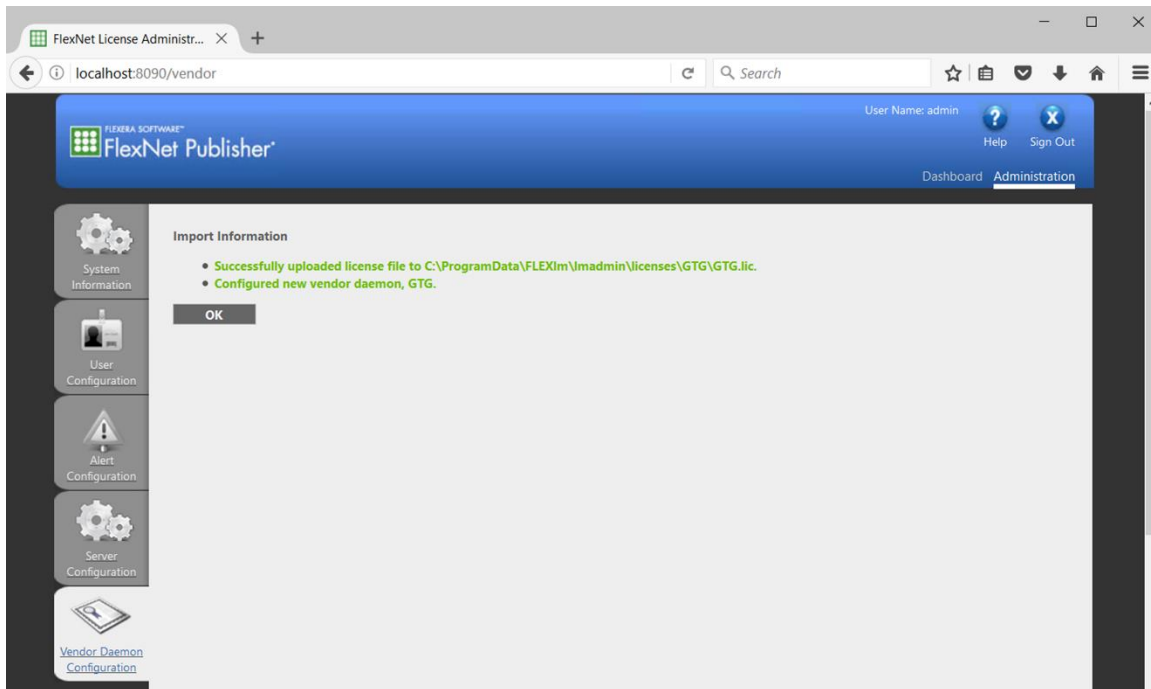 FlexNet License Administr...
localhost:8090/vendor
Search
User Name: admin
FLEXERA SOFTWARE™
FlexNet Publisher®
Help
Sign Out
Dashboard
Administration
System
Information
User
Configuration
Alert
Configuration
Server
Configuration
Vendor Daemon
Configuration
Import Information
Successfully uploaded license file to C:\ProgramData\FLEXlm\lmadmin\licenses\GTG\GTG.lic.
Configured new vendor daemon, GTG.
OK